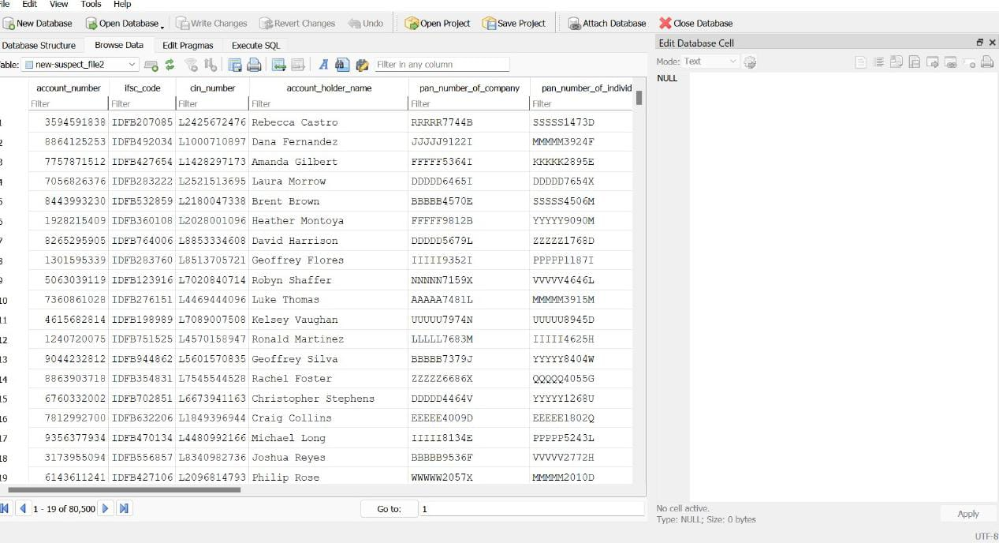 ile Edit View Tools Help
New Database Open Database Write Changes Revert Changes Undo Open Project Save Project Attach Database Close Database
Database Structure Browse Data Edit Pragmas Execute SQL
able: new-suspect_file2 Filter in any column
account_number ifsc_code cin_number account_holder_name pan_number_of_company pan_number_of_individ
Filter Filter Filter Filter Filter Filter
1 3594591838 IDFB207085 L2425672476 Rebecca Castro RRRRR7744B SSSSS1473D
2 8864125253 IDFB492034 L1000710897 Dana Fernandez JJJJJ9122I MMMMM3924F
3 7757871512 IDFB427654 L1428297173 Amanda Gilbert FFFFF5364I KKKKK2895E
4 7056826376 IDFB283222 L2521513695 Laura Morrow DDDDD6465I DDDDD7654X
5 8443993230 IDFB532859 L2180047338 Brent Brown BBBBB4570E SSSSS4506M
6 1928215409 IDFB360108 L2028001096 Heather Montoya FFFFF9812B YYYYY9090M
7 8265295905 IDFB764006 L8853334608 David Harrison DDDDD5679L ZZZZZ1768D
8 1301595339 IDFB283760 L8513705721 Geoffrey Flores IIIII9352I PPPPP1187I
9 5063039119 IDFB123916 L7020840714 Robyn Shaffer NNNNN7159X VVVVV4646L
10 7360861028 IDFB276151 L4469444096 Luke Thomas AAAAA7481L MMMMM3915M
11 4615682814 IDFB198989 L7089007508 Kelsey Vaughan UUUUU7974N UUUUU8945D
12 1240720075 IDFB751525 L4570158947 Ronald Martinez LLLLL7683M IIIII4625H
13 9044232812 IDFB944862 L5601570835 Geoffrey Silva BBBBB7379J YYYYY8404W
14 8863903718 IDFB354831 L7545544528 Rachel Foster ZZZZZ6686X QQQQQ4055G
15 6760332002 IDFB702851 L6673941163 Christopher Stephens DDDDD4464V YYYYY1268U
16 7812992700 IDFB632206 L1849396944 Craig Collins EEEEE4009D EEEEE1802Q
17 9356377934 IDFB470134 L4480992166 Michael Long IIIII8134E PPPPP5243L
18 3173955094 IDFB556857 L8340982736 Joshua Reyes BBBBB9536F VVVVV2772H
19 6143611241 IDFB427106 L2096814793 Philip Rose WWWWW2057X MMMMM2010D
1 - 19 of 80,500 Go to: 1
Edit Database Cell
Mode: Text
NULL
No cell active.
Type: NULL; Size: 0 bytes
Apply
UTF-8